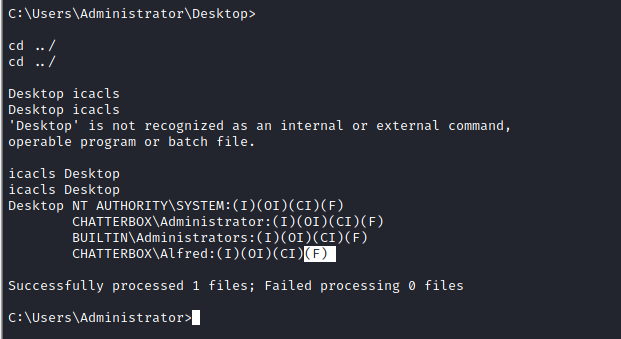 C:\Users\Administrator\Desktop>
cd ../
cd ../
Desktop icacls
Desktop icacls
'Desktop' is not recognized as an internal or external command,
operable program or batch file.
icacls Desktop
icacls Desktop
Desktop NT AUTHORITY\SYSTEM:(I)(OI)(CI)(F)
CHATTERBOX\Administrator:(I)(OI)(CI)(F)
BUILTIN\Administrators:(I)(OI)(CI)(F)
CHATTERBOX\Alfred:(I)(OI)(CI)(F)
Successfully processed 1 files; Failed processing 0 files
C:\Users\Administrator>